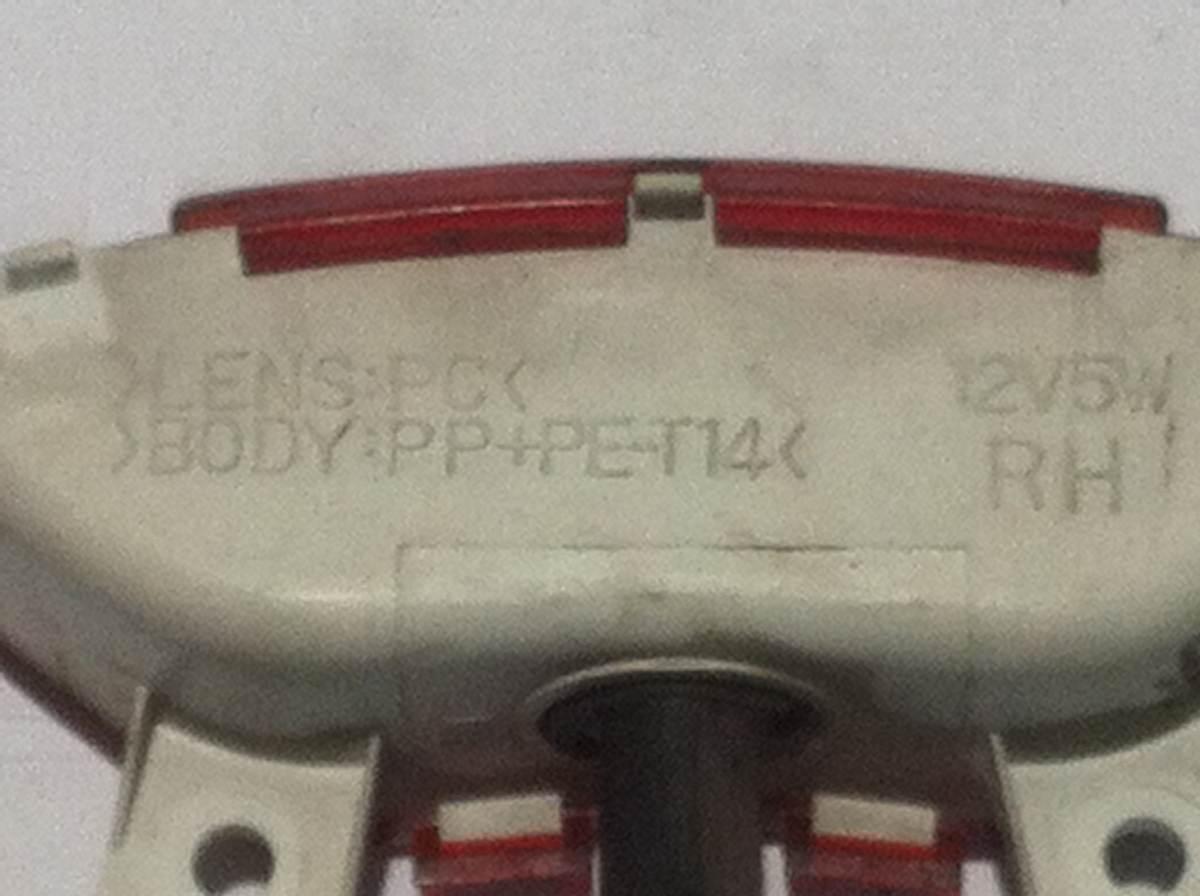 >LENS:PC<
>BODY:PP+PE-T14<
12V5W
RH